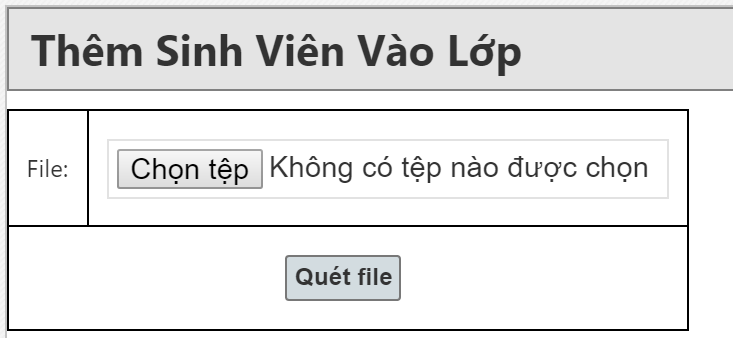 Thêm Sinh Viên Vào Lớp
File: Chọn tệp Không có tệp nào được chọn
Quét file